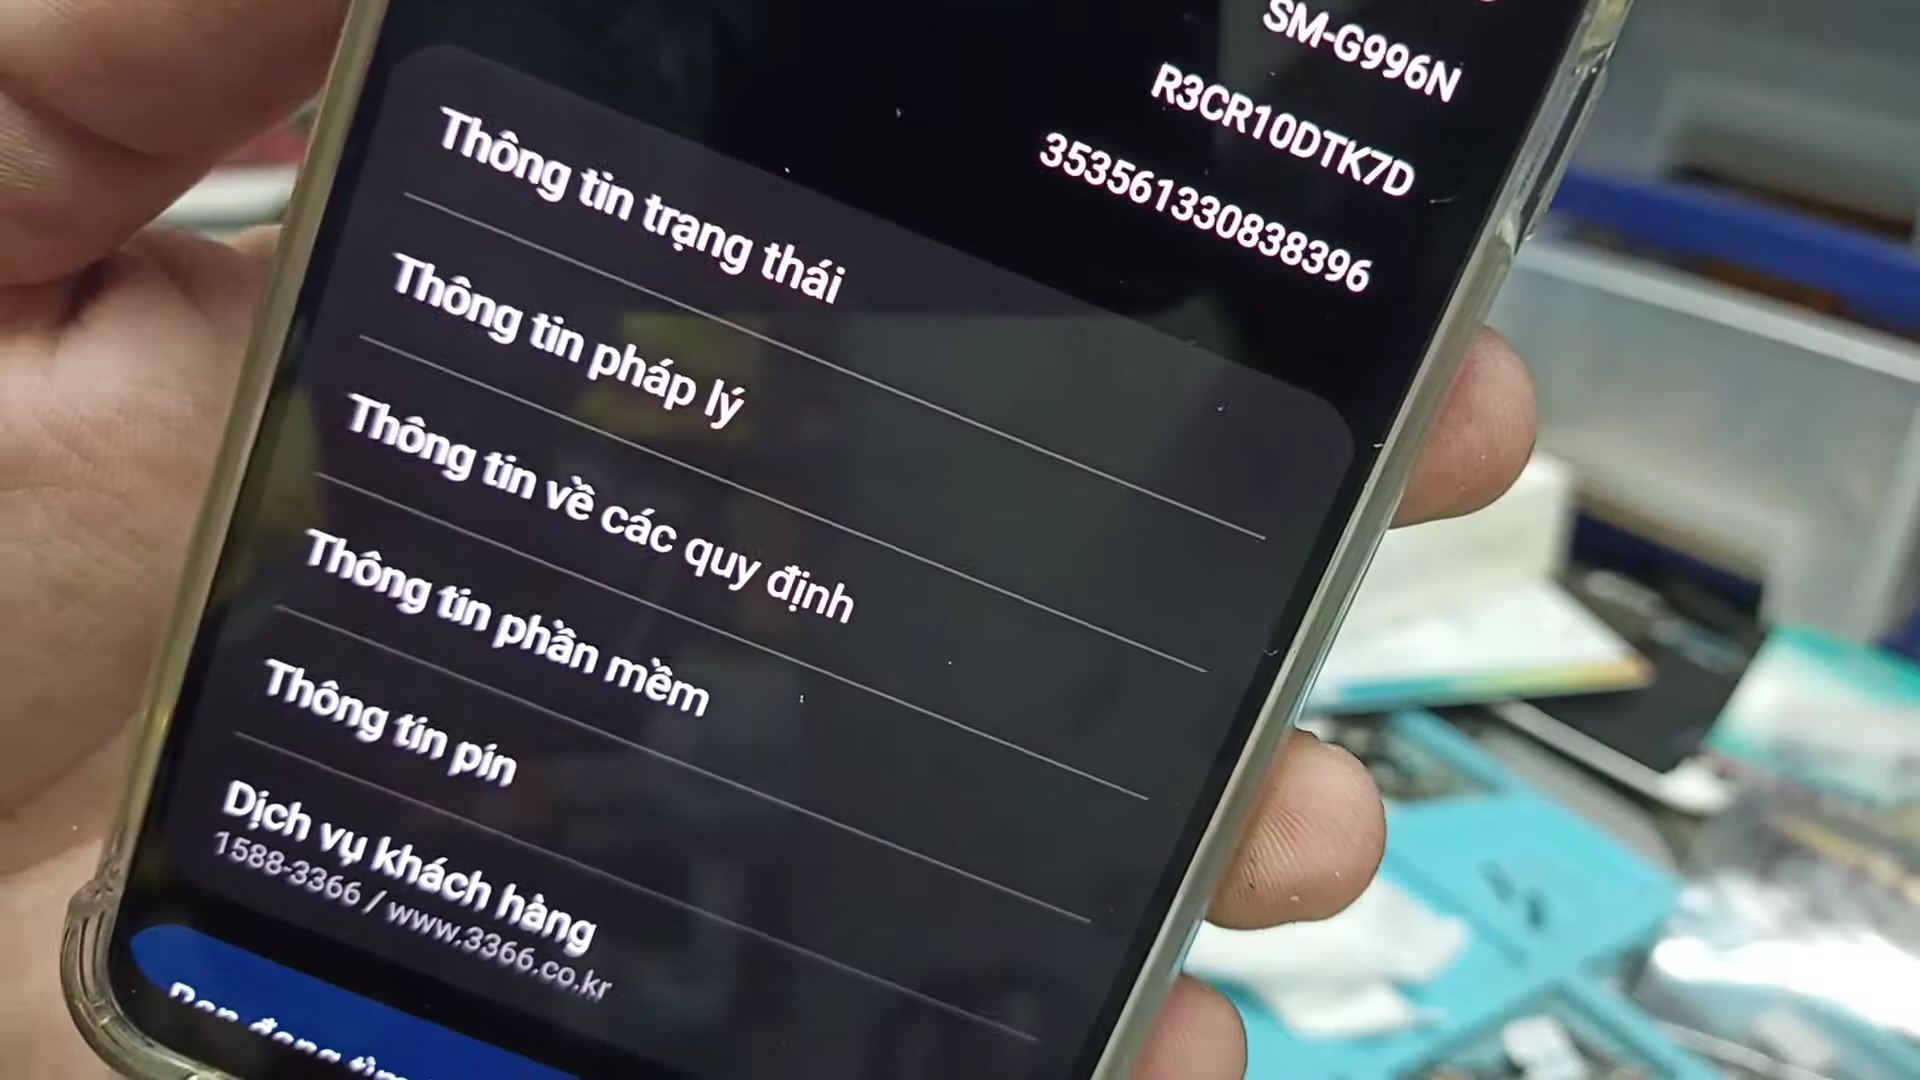 SM-G996N
R3CR10DTK7D
353561330838396
Thông tin trạng thái
Thông tin pháp lý
Thông tin về các quy định
Thông tin phần mềm
Thông tin pin
Dịch vụ khách hàng
1588-3366 / www.3366.co.kr